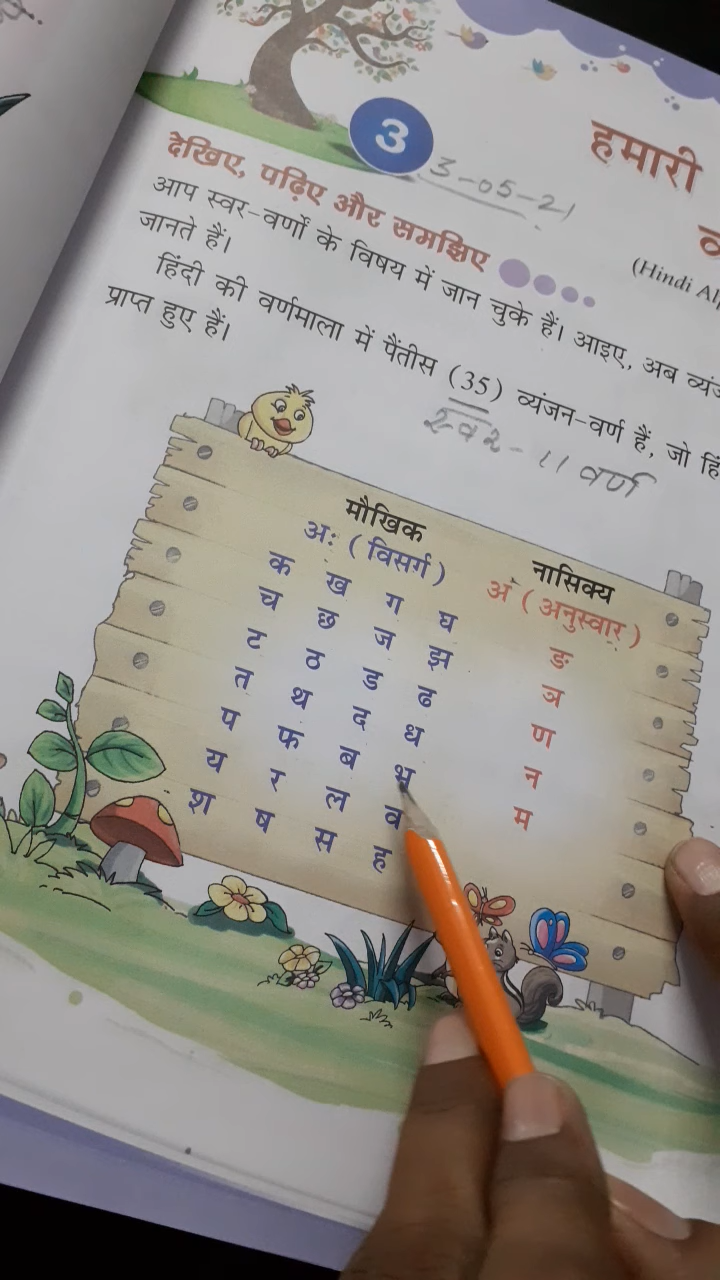 3
3-05-21
हमारी
(Hindi Al
देखिए, पढ़िए और समझिए
आप स्वर-वर्णों के विषय में जान चुके हैं। आइए, अब
जानते हैं।
हिंदी की वर्णमाला में पैंतीस (35) व्यंजन-वर्ण हैं, जो
प्राप्त हुए हैं।
स्वर - 11 वर्ण
मौखिक नासिक्य
अः (विसर्ग) अं (अनुस्वार)
क ख ग घ ङ
च छ ज झ ञ
ट ठ ड ढ ण
त थ द ध न
प फ ब भ म
य र ल व
श ष स ह